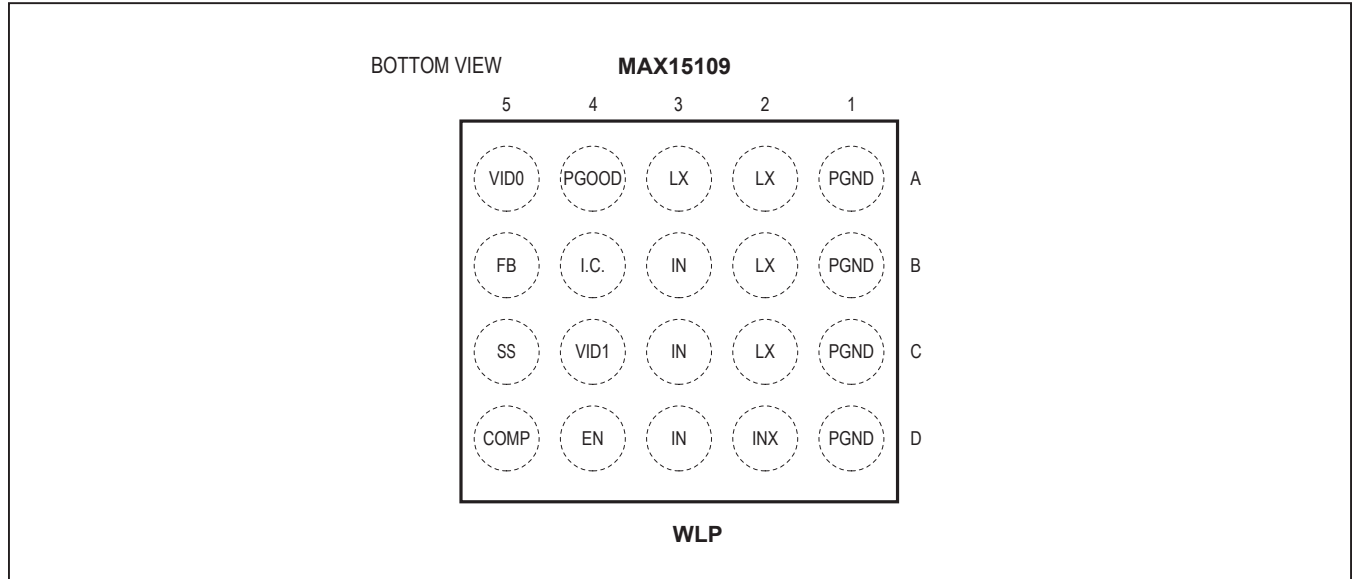 BOTTOM VIEW MAX15109
5 4 3 2 1
VID0 PGOOD LX LX PGND A
FB I.C. IN LX PGND B
SS VID1 IN LX PGND C
COMP EN IN INX PGND D
WLP